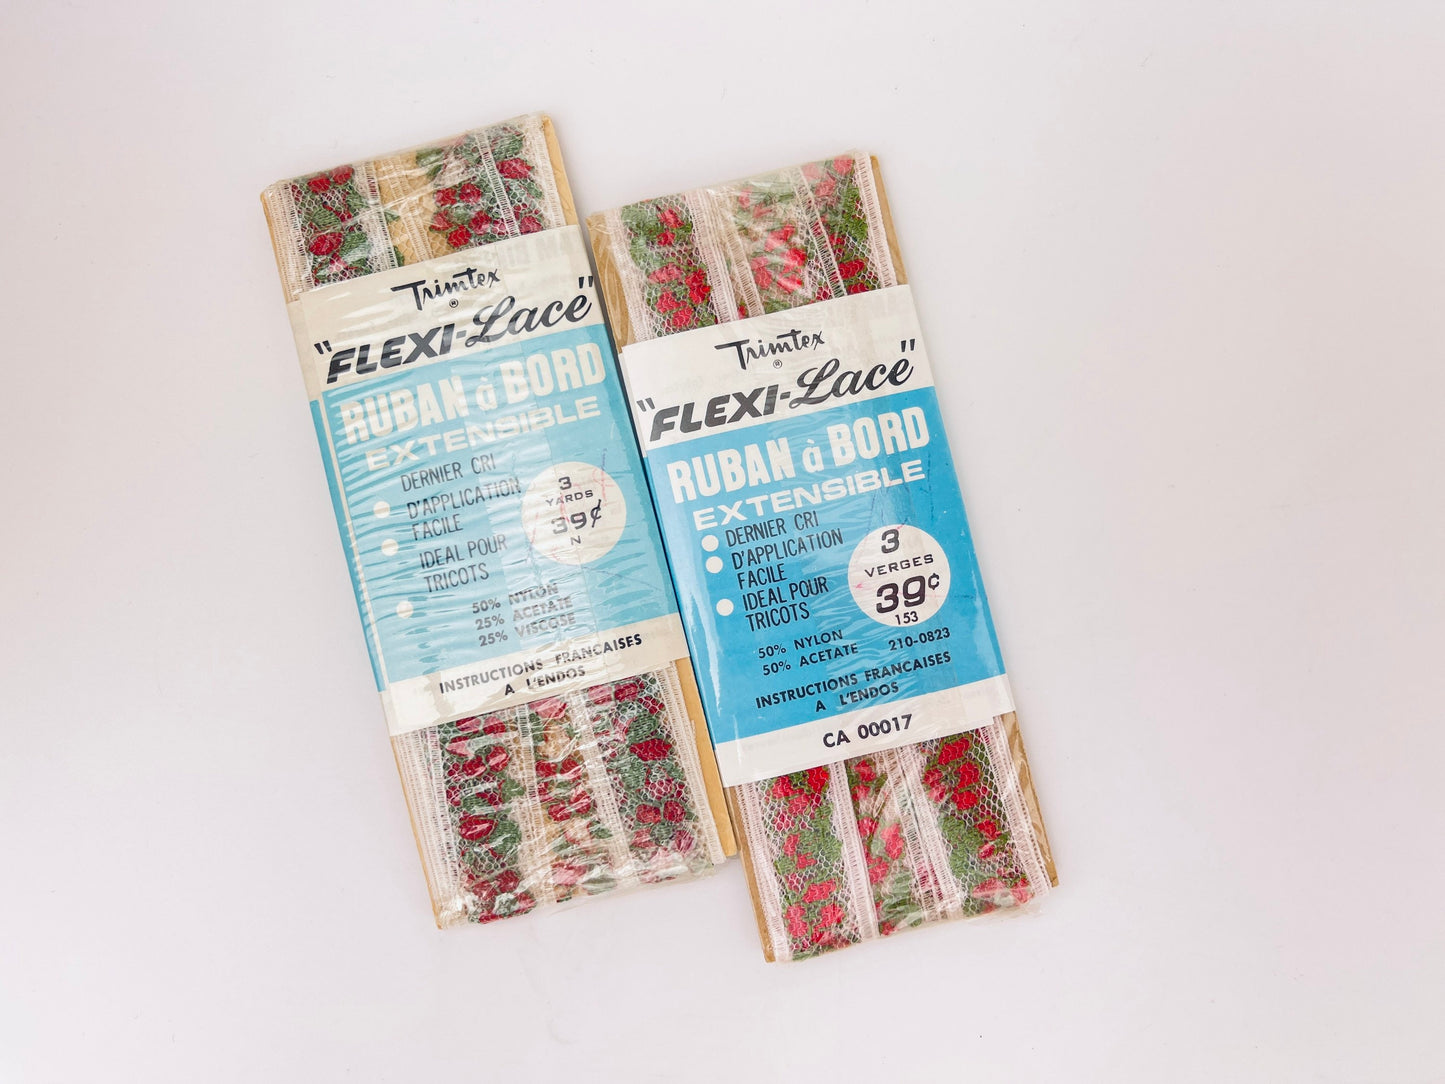 Trimtex
®
"FLEXI-Lace"
RUBAN à BORD
EXTENSIBLE
DERNIER CRI
D'APPLICATION
FACILE
IDEAL POUR
TRICOTS
3
YARDS
39¢
N
50% NYLON
25% ACETATE
25% VISCOSE
INSTRUCTIONS FRANCAISES
A L'ENDOS
Trimtex
®
"FLEXI-Lace"
RUBAN à BORD
EXTENSIBLE
DERNIER CRI
D'APPLICATION
FACILE
IDEAL POUR
TRICOTS
3
VERGES
39¢
153
50% NYLON 210-0823
50% ACETATE
INSTRUCTIONS FRANCAISES
A L'ENDOS
CA 00017